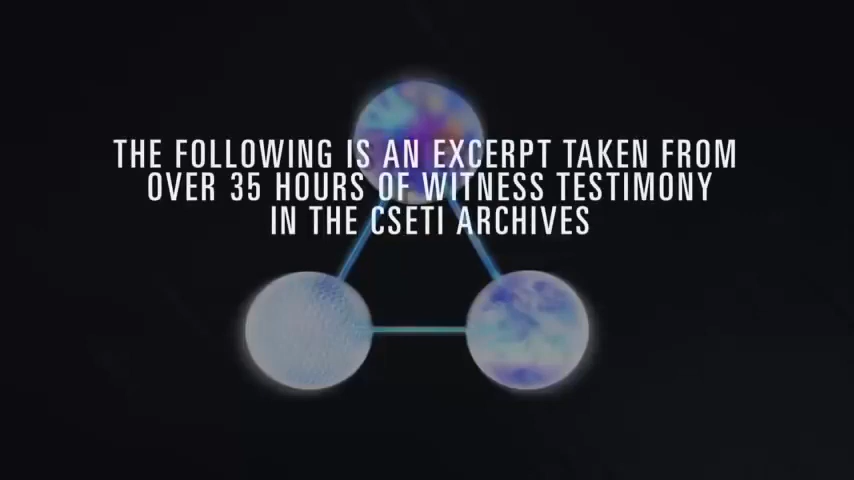 THE FOLLOWING IS AN EXCERPT TAKEN FROM
OVER 35 HOURS OF WITNESS TESTIMONY
IN THE CSETI ARCHIVES